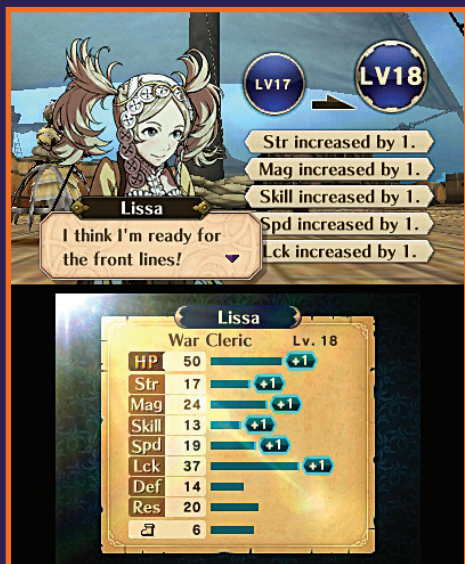 LV17
LV18
Str increased by 1.
Mag increased by 1.
Skill increased by 1.
Spd increased by 1.
Lck increased by 1.
Lissa
I think I'm ready for
the front lines!
Lissa
War Cleric Lv. 18
HP 50 +1
Str 17 +1
Mag 24 +1
Skill 13 +1
Spd 19 +1
Lck 37 +1
Def 14
Res 20
6